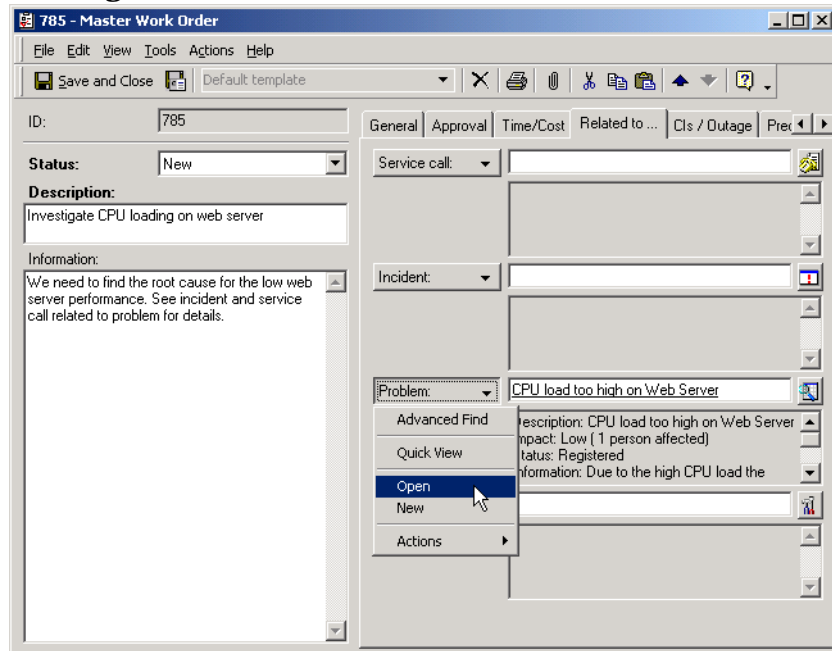 785 - Master Work Order
File Edit View Tools Actions Help
Save and Close Default template
ID: 785
Status: New
Description:
Investigate CPU loading on web server
Information:
We need to find the root cause for the low web
server performance. See incident and service
call related to problem for details.
General Approval Time/Cost Related to ... CIs / Outage
Service call:
Incident:
Problem: CPU load too high on Web Server
Advanced Find
Quick View
Open
New
Actions
escription: CPU load too high on Web Server
mpact: Low ( 1 person affected)
tatus: Registered
nformation: Due to the high CPU load the